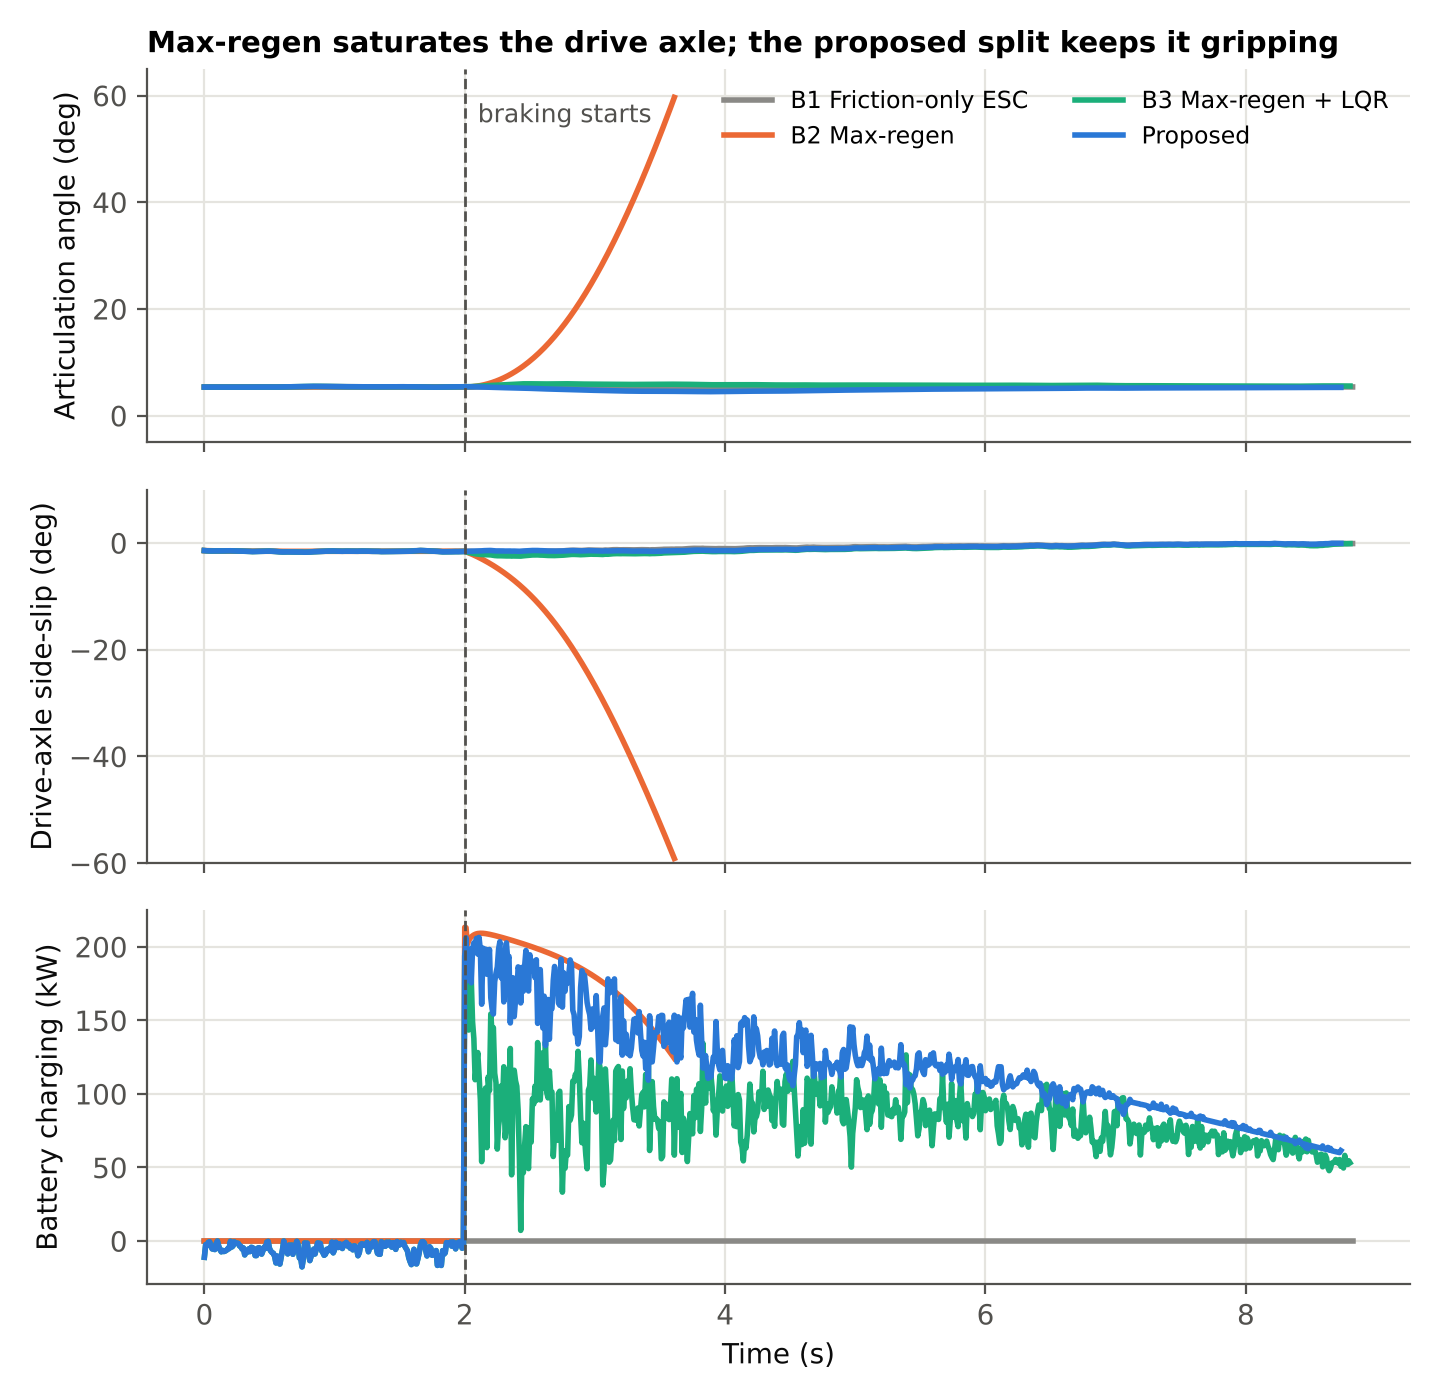 Max-regen saturates the drive axle; the proposed split keeps it gripping
Articulation angle (deg)
60
40
20
0
braking starts
B1 Friction-only ESC
B2 Max-regen
B3 Max-regen + LQR
Proposed
Drive-axle side-slip (deg)
0
−20
−40
−60
Battery charging (kW)
200
150
100
50
0
0 2 4 6 8
Time (s)